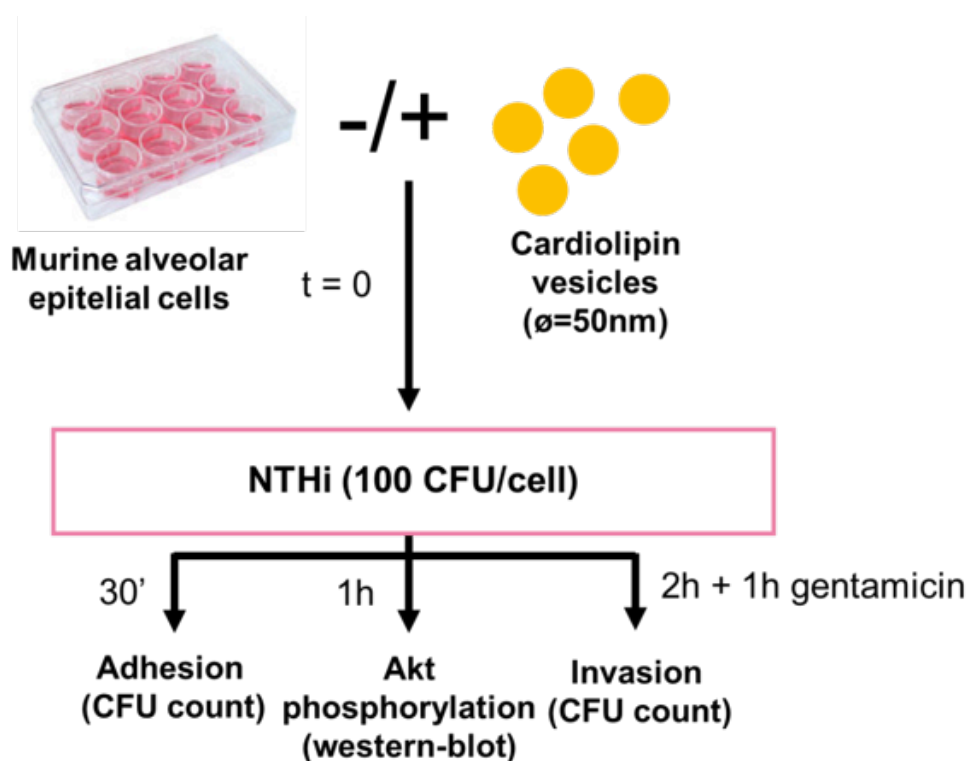 -/+
Murine alveolar
epitelial cells
t = 0
Cardiolipin
vesicles
(ø=50nm)
NTHi (100 CFU/cell)
30’
1h
2h + 1h gentamicin
Adhesion
(CFU count)
Akt
phosphorylation
(western-blot)
Invasion
(CFU count)